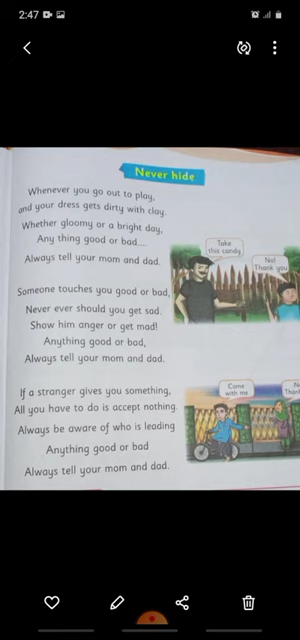 2:47
Never hide
Whenever you go out to play,
and your dress gets dirty with clay.
Whether gloomy or a bright day,
Any thing good or bad....
Always tell your mom and dad.
Take
this candy
No!
Thank you
Someone touches you good or bad,
Never ever should you get sad.
Show him anger or get mad!
Anything good or bad,
Always tell your mom and dad.
If a stranger gives you something,
All you have to do is accept nothing.
Always be aware of who is leading
Anything good or bad
Always tell your mom and dad.
Come
with me